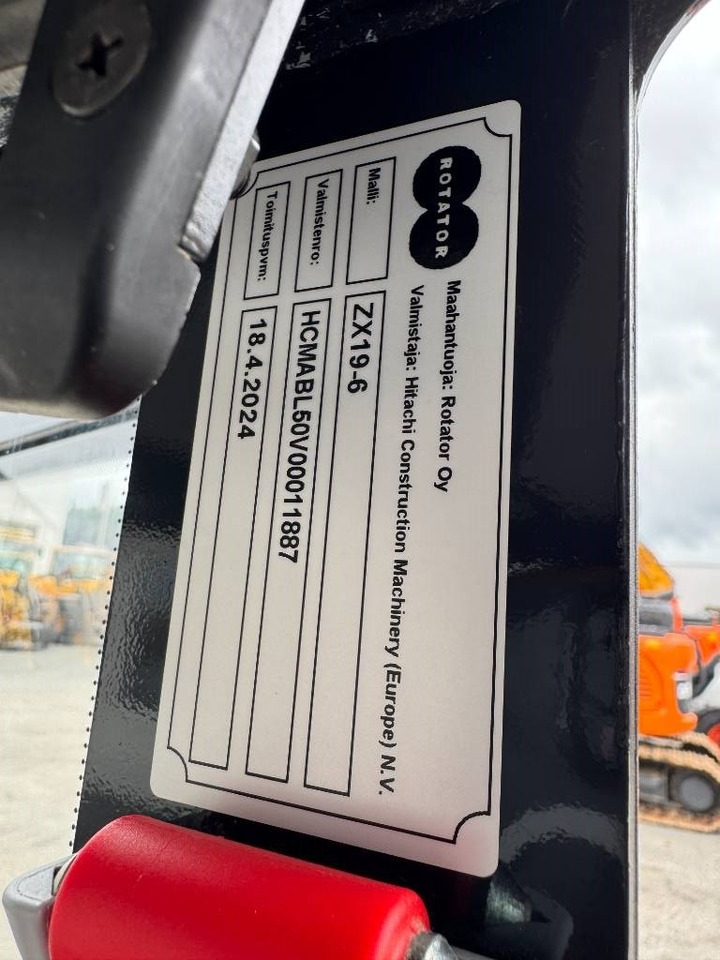 ROTATOR
Maahantuoja: Rotator Oy
Valmistaja: Hitachi Construction Machinery (Europe) N.V.
Malli: ZX19-6
Valmistenro: HCMABL50V00011887
Toimituspvm: 18.4.2024